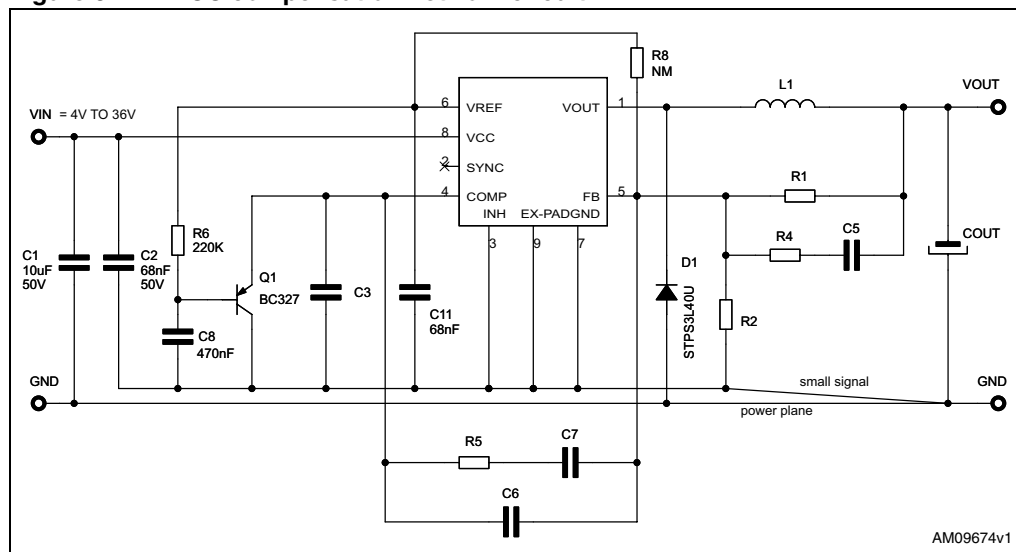 R8
NM
L1
VOUT
VIN = 4V TO 36V
6
VREF
VOUT
1
8
VCC
2
SYNC
4
COMP
FB
5
INH
EX-PADGND
3
9
7
R1
R4
C5
COUT
R6
220K
C1
10uF
50V
C2
68nF
50V
Q1
BC327
C3
C11
68nF
D1
STPS3L40U
R2
C8
470nF
GND
small signal
GND
power plane
R5
C7
C6
AM09674v1